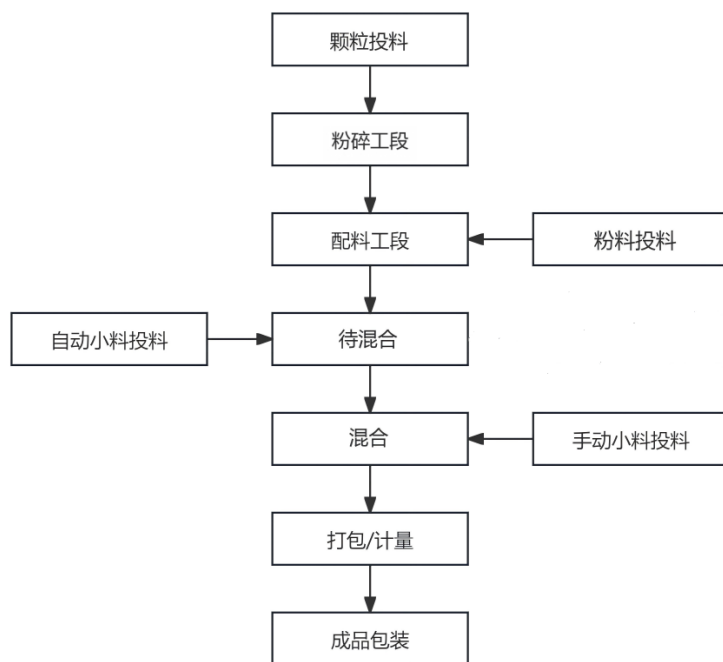 颗粒投料
粉碎工段
配料工段
粉料投料
自动小料投料
待混合
混合
手动小料投料
打包/计量
成品包装